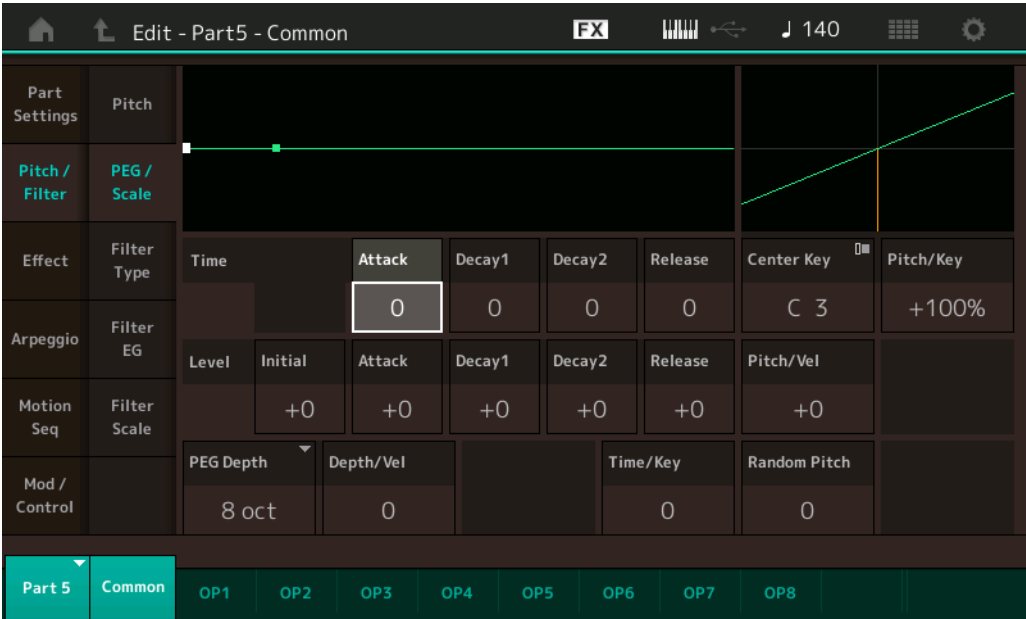 Edit - Part5 - Common
FX
♩ 140
Part
Settings
Pitch
Pitch /
Filter
PEG /
Scale
Effect
Filter
Type
Time
Attack
Decay1
Decay2
Release
Center Key
Pitch/Key
0
0
0
0
C 3
+100%
Arpeggio
Filter
EG
Level
Initial
Attack
Decay1
Decay2
Release
Pitch/Vel
+0
+0
+0
+0
+0
+0
Motion
Seq
Filter
Scale
Mod /
Control
PEG Depth
Depth/Vel
Time/Key
Random Pitch
8 oct
0
0
0
Part 5
Common
OP1
OP2
OP3
OP4
OP5
OP6
OP7
OP8